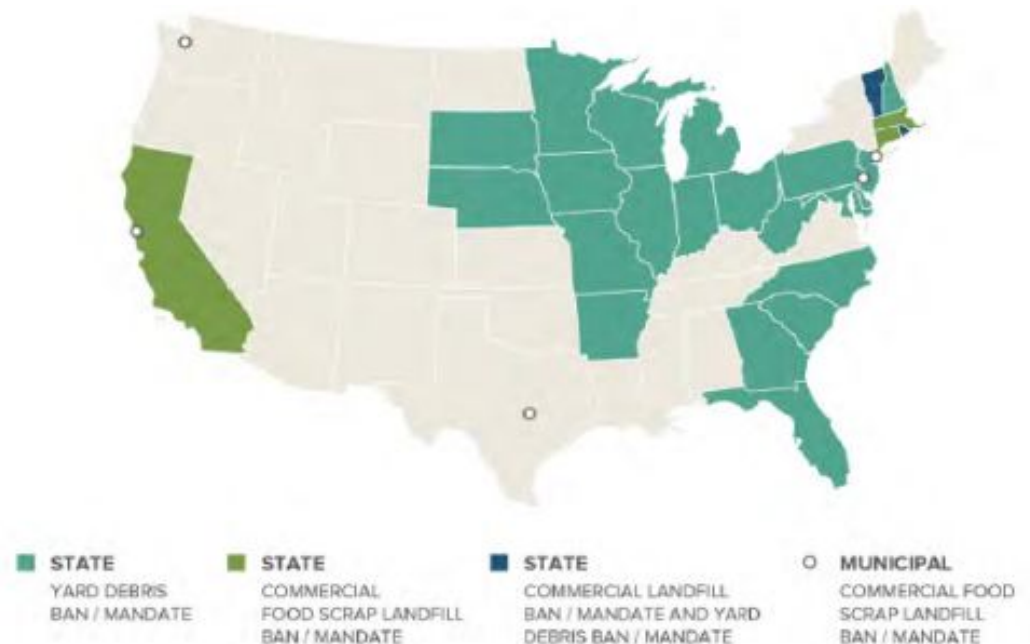 STATE
YARD DEBRIS
BAN / MANDATE
STATE
COMMERCIAL
FOOD SCRAP LANDFILL
BAN / MANDATE
STATE
COMMERCIAL LANDFILL
BAN / MANDATE AND YARD
DEBRIS BAN / MANDATE
MUNICIPAL
COMMERCIAL FOOD
SCRAP LANDFILL
BAN / MANDATE